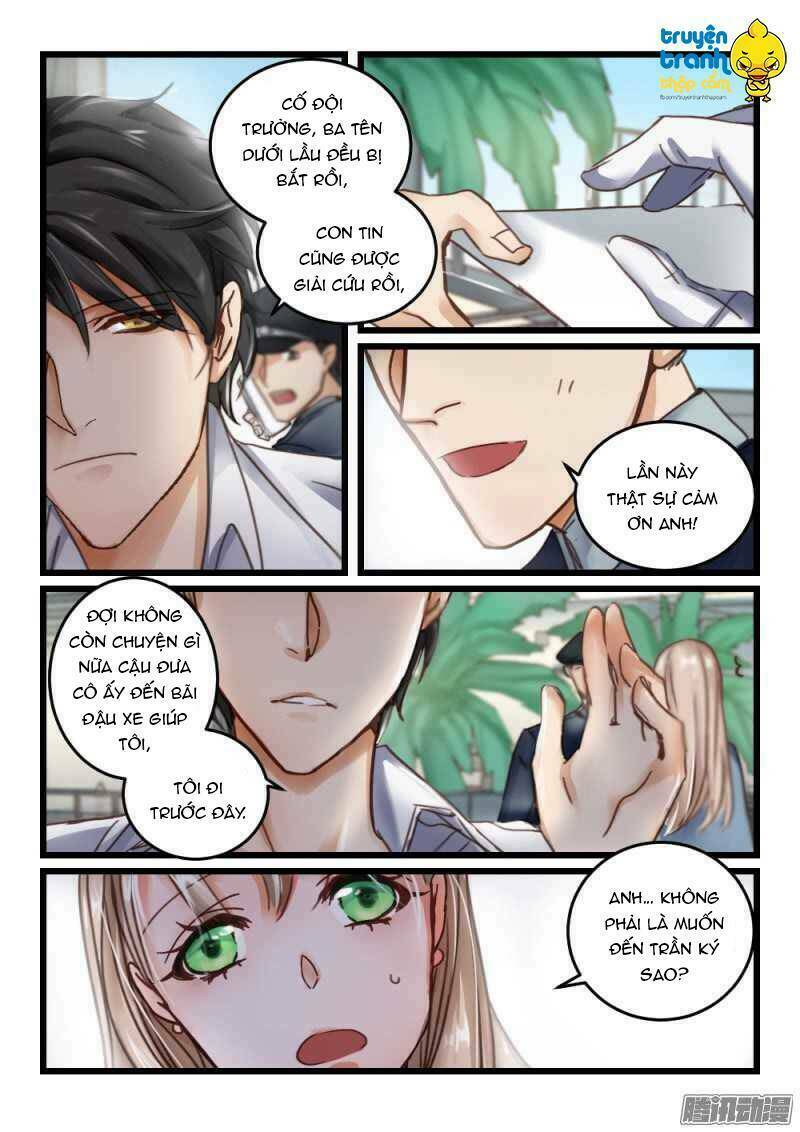 truyện
tranh
thập cẩm
fb.com/truyentranhthapcam
CỐ ĐỘI
TRƯỞNG, BA TÊN
DƯỚI LẦU ĐỀU BỊ
BẮT RỒI,
CON TIN
CŨNG ĐƯỢC
GIẢI CỨU RỒI,
LẦN NÀY
THẬT SỰ CẢM
ƠN ANH!
ĐỢI KHÔNG
CÒN CHUYỆN GÌ
NỮA CẬU ĐƯA
CÔ ẤY ĐẾN BÃI
ĐẬU XE GIÚP
TÔI,
TÔI ĐI
TRƯỚC ĐÂY.
ANH... KHÔNG
PHẢI LÀ MUỐN
ĐẾN TRẦN KÝ
SAO?
腾讯动漫